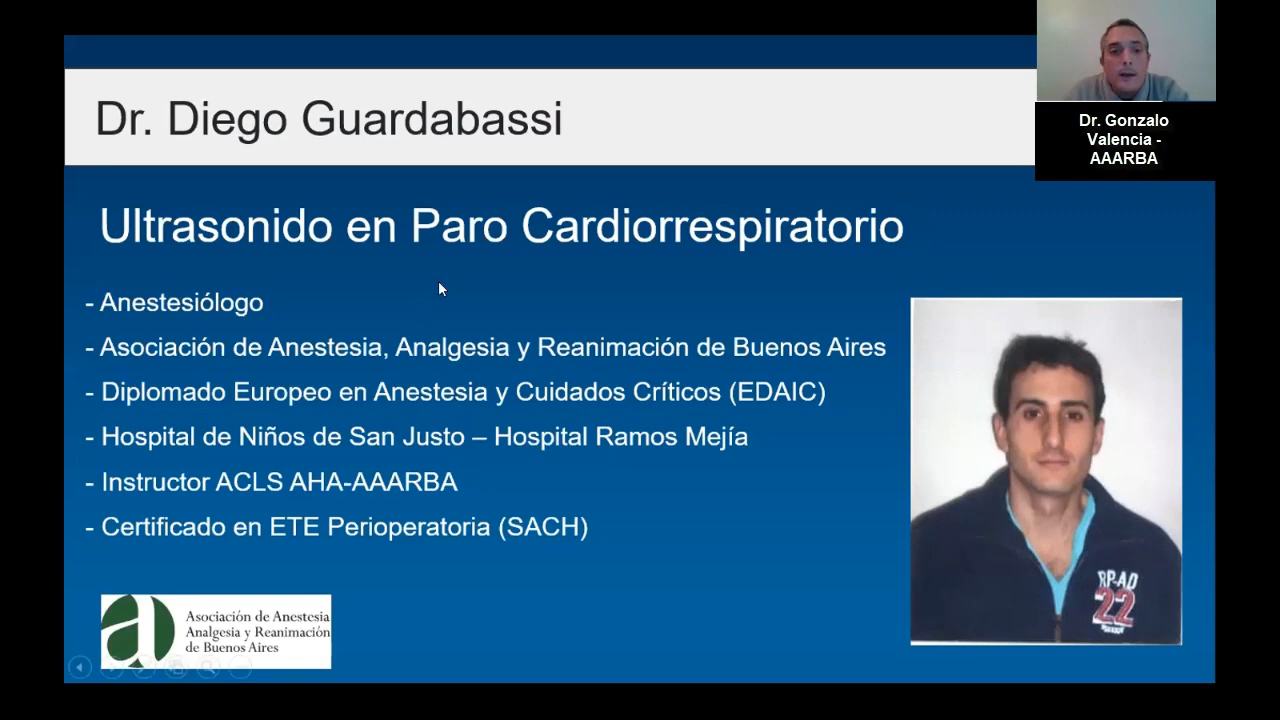 Dr. Diego Guardabassi
Dr. Gonzalo
Valencia -
AAARBA
Ultrasonido en Paro Cardiorrespiratorio
- Anestesiólogo
- Asociación de Anestesia, Analgesia y Reanimación de Buenos Aires
- Diplomado Europeo en Anestesia y Cuidados Críticos (EDAIC)
- Hospital de Niños de San Justo – Hospital Ramos Mejía
- Instructor ACLS AHA-AAARBA
- Certificado en ETE Perioperatoria (SACH)
RP-AD
22
Asociación de Anestesia
Analgesia y Reanimación
de Buenos Aires